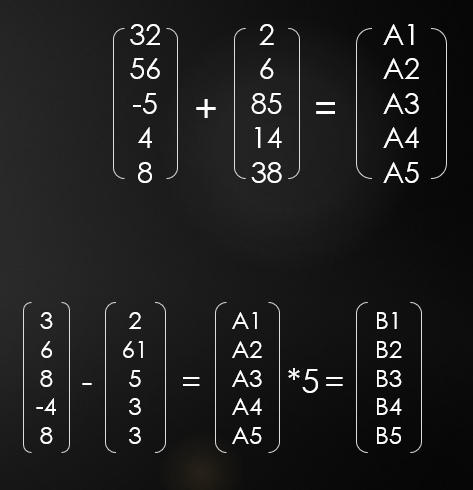 32 2 A1
56 6 A2
-5 + 85 = A3
4 14 A4
8 38 A5
3 2 A1 B1
6 61 A2 B2
8 - 5 = A3 *5= B3
-4 3 A4 B4
8 3 A5 B5